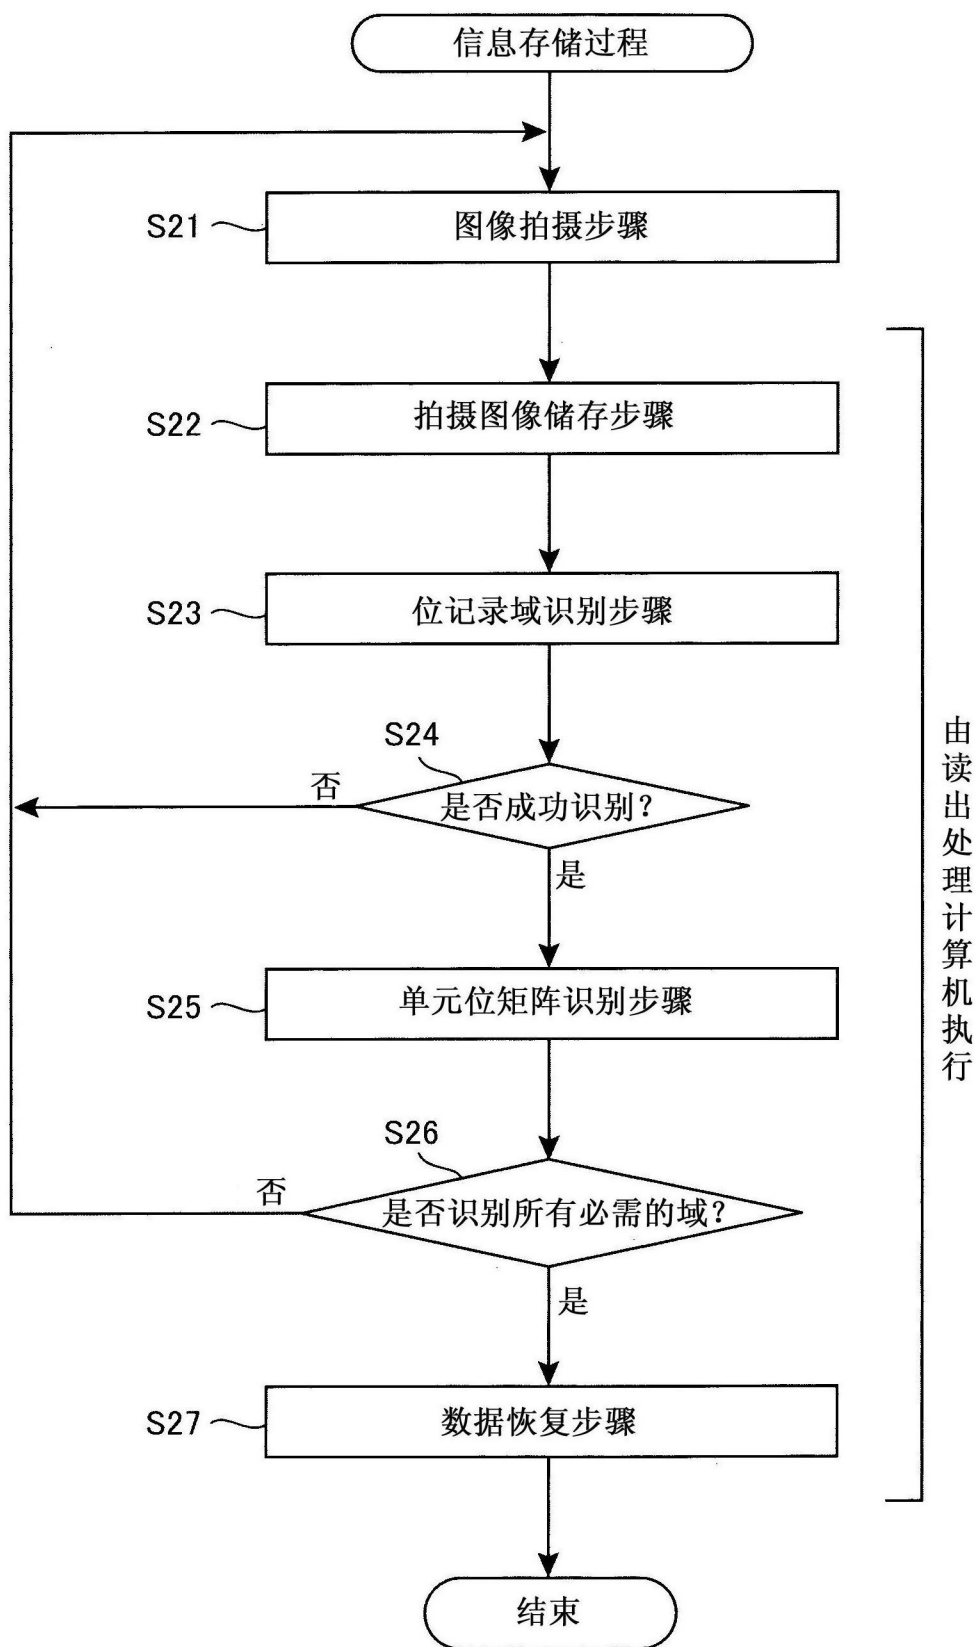 信息存储过程
S21
图像拍摄步骤
S22
拍摄图像储存步骤
S23
位记录域识别步骤
S24
否
是否成功识别？
是
S25
单元位矩阵识别步骤
S26
否
是否识别所有必需的域？
是
S27
数据恢复步骤
结束
由读出处理计算机执行